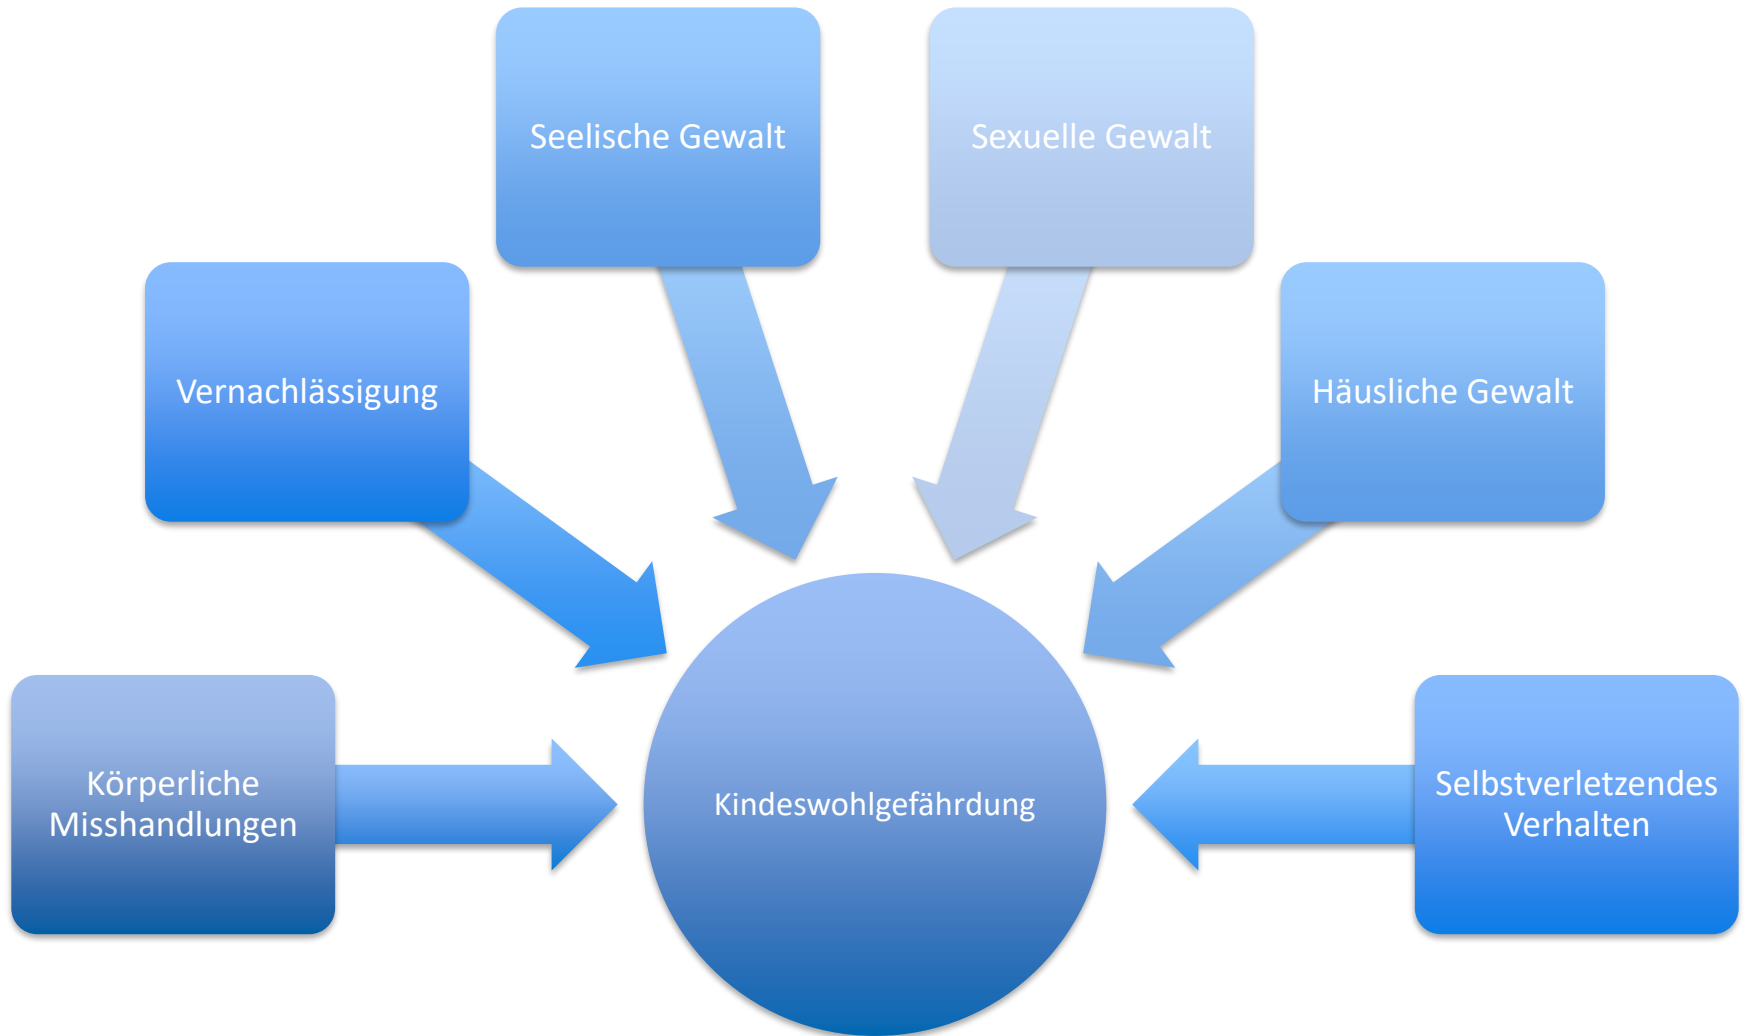 Seelische Gewalt
Sexuelle Gewalt
Vernachlässigung
Häusliche Gewalt
Körperliche
Misshandlungen
Kindeswohlgefährdung
Selbstverletzendes
Verhalten